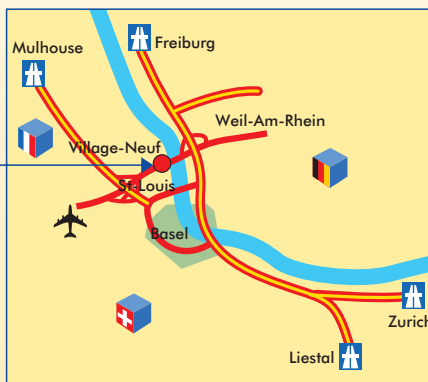 Mulhouse
Freiburg
Weil-Am-Rhein
Village-Neuf
St-Louis
Basel
Zurich
Liestal